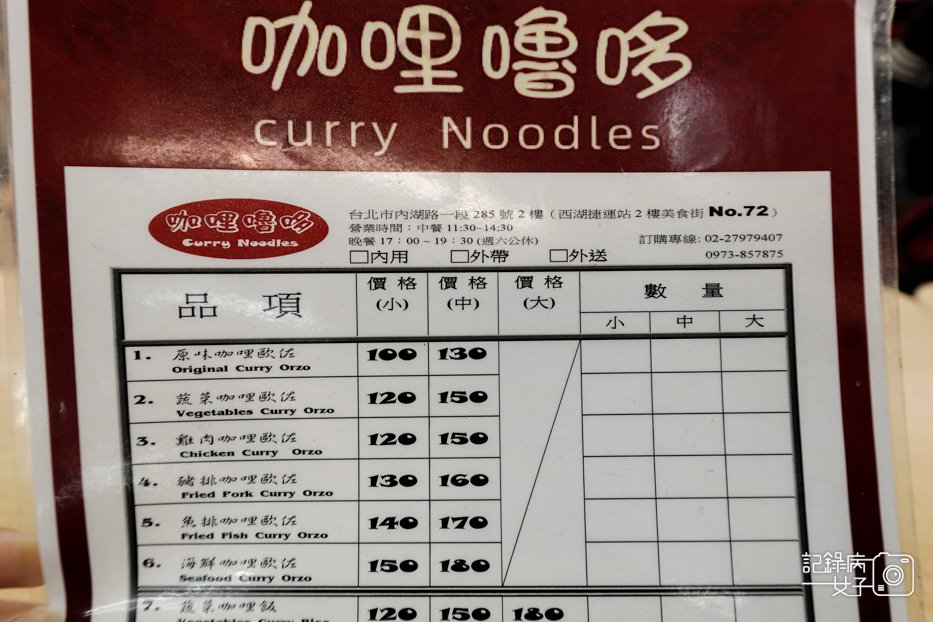 咖哩嚕哆
curry Noodles
咖哩嚕哆
Curry Noodles
台北市內湖路一段 285 號 2 樓（西湖捷運站 2 樓美食街 No.72）
營業時間：中餐 11:30~14:30
晚餐 17：00 ~ 19：30 (週六公休)
訂購專線: 02-27979407
0973-857875
□內用 □外帶 □外送
品 項 價 格 (小) 價 格 (中) 價 格 (大) 數 量
小 中 大
1. 原味咖哩歐佐 100 130
Original Curry Orzo
2. 蔬菜咖哩歐佐 120 150
Vegetables Curry Orzo
3. 雞肉咖哩歐佐 120 150
Chicken Curry Orzo
4. 豬排咖哩歐佐 130 160
Fried Pork Curry Orzo
5. 魚排咖哩歐佐 140 170
Fried Fish Curry Orzo
6. 海鮮咖哩歐佐 150 180
Seafood Curry Orzo
7. 蔬菜咖哩飯 120 150 180
Vegetables Curry Rice
記錄病
女子